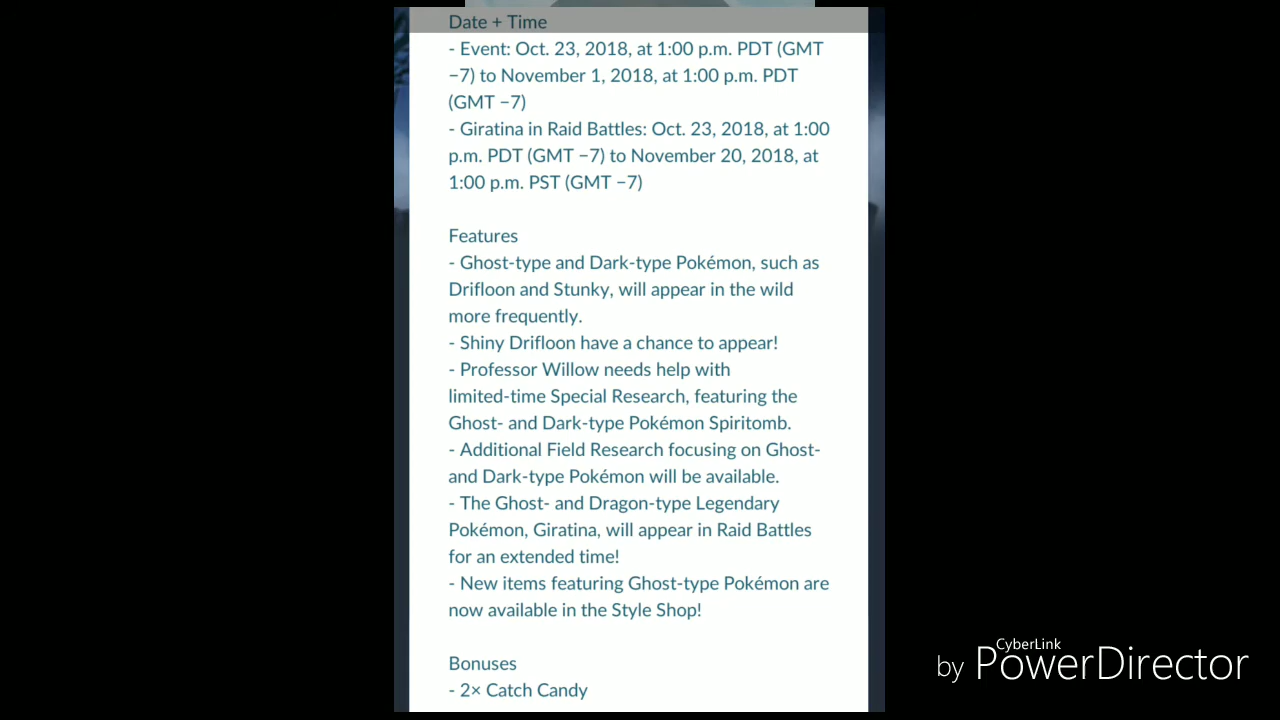 Date + Time
- Event: Oct. 23, 2018, at 1:00 p.m. PDT (GMT
−7) to November 1, 2018, at 1:00 p.m. PDT
(GMT −7)
- Giratina in Raid Battles: Oct. 23, 2018, at 1:00
p.m. PDT (GMT −7) to November 20, 2018, at
1:00 p.m. PST (GMT −7)
Features
- Ghost-type and Dark-type Pokémon, such as
Drifloon and Stunky, will appear in the wild
more frequently.
- Shiny Drifloon have a chance to appear!
- Professor Willow needs help with
limited-time Special Research, featuring the
Ghost- and Dark-type Pokémon Spiritomb.
- Additional Field Research focusing on Ghost-
and Dark-type Pokémon will be available.
- The Ghost- and Dragon-type Legendary
Pokémon, Giratina, will appear in Raid Battles
for an extended time!
- New items featuring Ghost-type Pokémon are
now available in the Style Shop!
Bonuses
- 2× Catch Candy
CyberLink
by PowerDirector